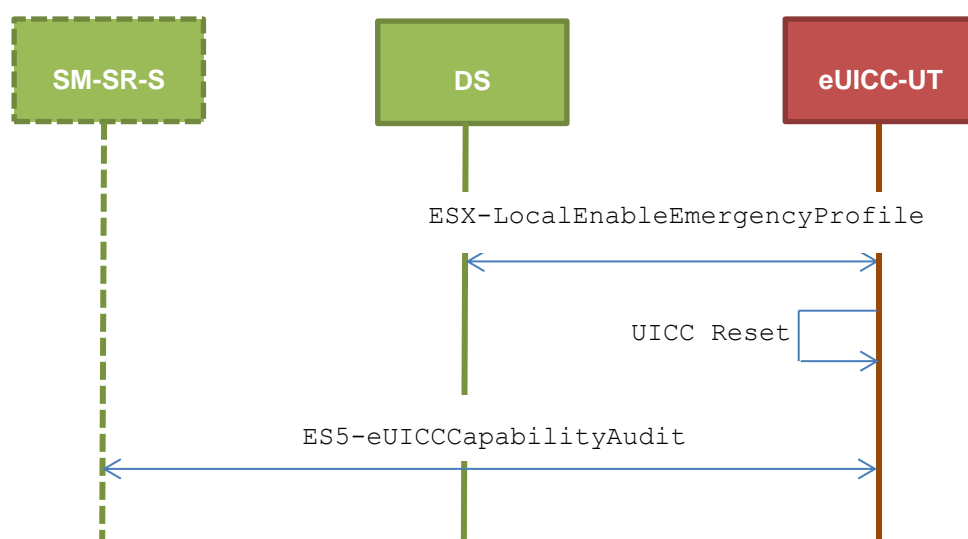 SM-SR-S
DS
eUICC-UT
ESX-LocalEnableEmergencyProfile
UICC Reset
ES5-eUICCCapabilityAudit